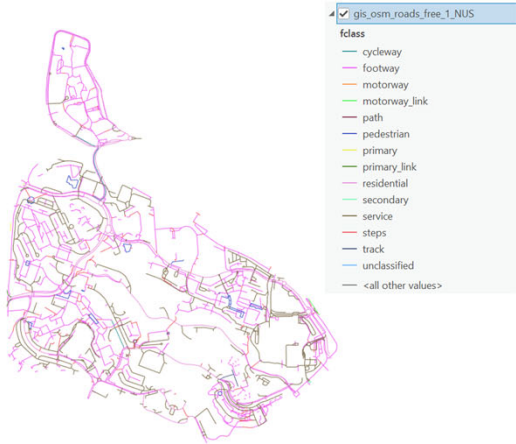 gis_osm_roads_free_1_NUS
fclass
cycleway
footway
motorway
motorway_link
path
pedestrian
primary
primary_link
residential
secondary
service
steps
track
unclassified
<all other values>